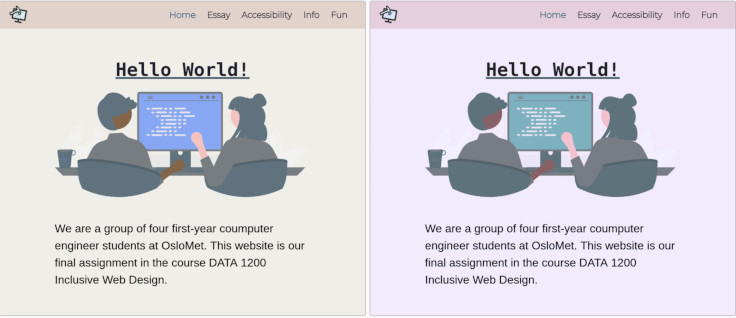 Home Essay Accessibility Info Fun
Hello World!
We are a group of four first-year coumputer
engineer students at OsloMet. This website is our
final assignment in the course DATA 1200
Inclusive Web Design.
Home Essay Accessibility Info Fun
Hello World!
We are a group of four first-year coumputer
engineer students at OsloMet. This website is our
final assignment in the course DATA 1200
Inclusive Web Design.